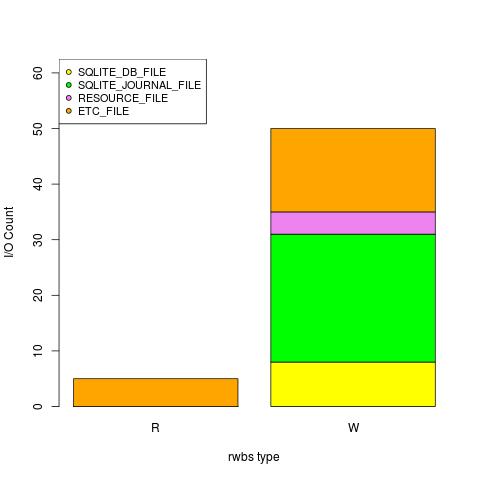 SQLITE_DB_FILE
SQLITE_JOURNAL_FILE
RESOURCE_FILE
ETC_FILE
60
50
40
30
20
10
0
I/O Count
R
W
rwbs type